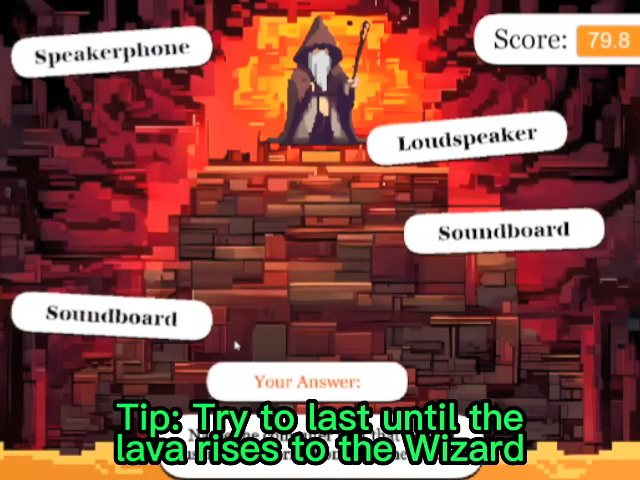 Speakerphone
Score: 79.8
Loudspeaker
Soundboard
Soundboard
Your Answer:
Tip: Try to last until the
lava rises to the Wizard